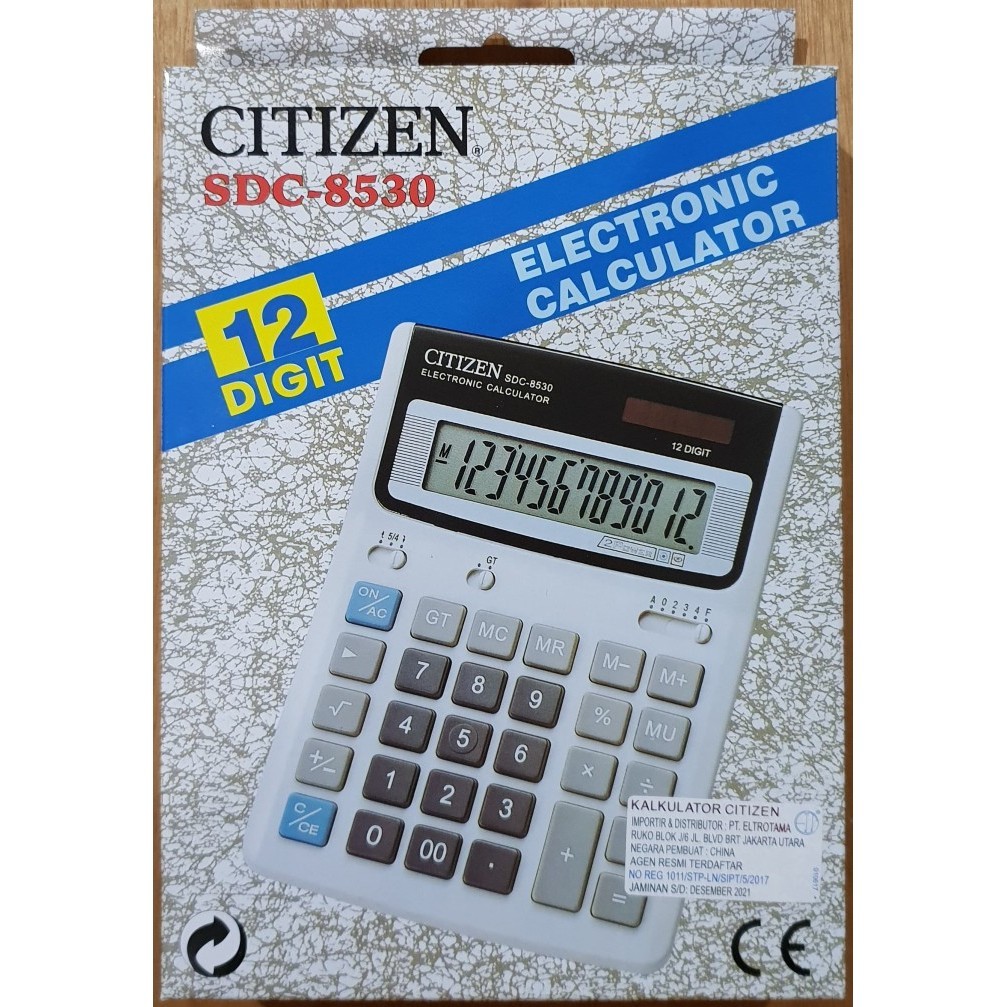 CITIZEN®
SDC-8530
ELECTRONIC
CALCULATOR
12
DIGIT
CITIZEN SDC-8530
ELECTRONIC CALCULATOR
12 DIGIT
M
-123456789012.
2 POWER
5/4
GT
A 0 2 3 4 F
ON/AC GT MC MR M- M+
► 7 8 9 % MU
√ 4 5 6 × ÷
+/- 1 2 3
C/CE 0 00 . + =
KALKULATOR CITIZEN
IMPORTIR & DISTRIBUTOR : PT. ELTROTAMA
RUKO BLOK J/6 JL. BLVD BRT JAKARTA UTARA
NEGARA PEMBUAT : CHINA
AGEN RESMI TERDAFTAR
NO REG 1011/STP-LN/SIPT/5/2017
JAMINAN S/D: DESEMBER 2021
CE